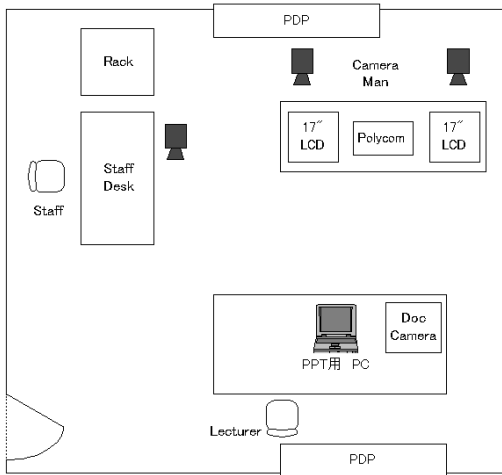 PDP
Rack
Camera
Man
17″
LCD
Polycom
17″
LCD
Staff
Desk
Staff
Doc
Camera
PPT用 PC
Lecturer
PDP